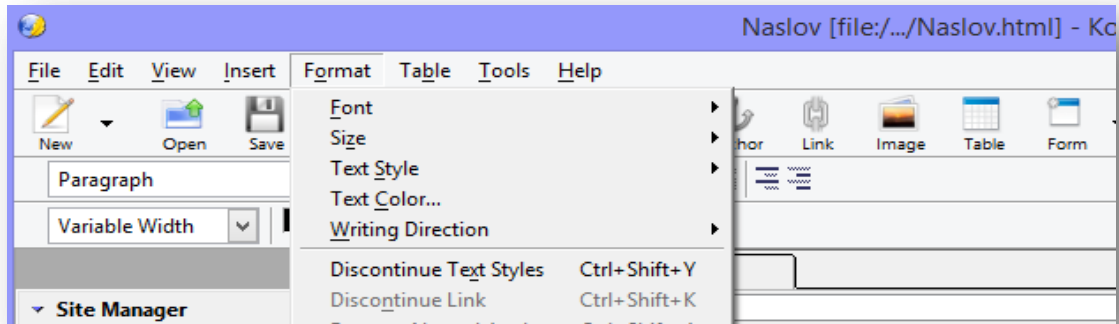 Naslov [file:/.../Naslov.html] - Ko
File Edit View Insert Format Table Tools Help
New Open Save hor Link Image Table Form
Font
Size
Text Style
Text Color...
Writing Direction
Discontinue Text Styles Ctrl+Shift+Y
Discontinue Link Ctrl+Shift+K
Paragraph
Variable Width
Site Manager